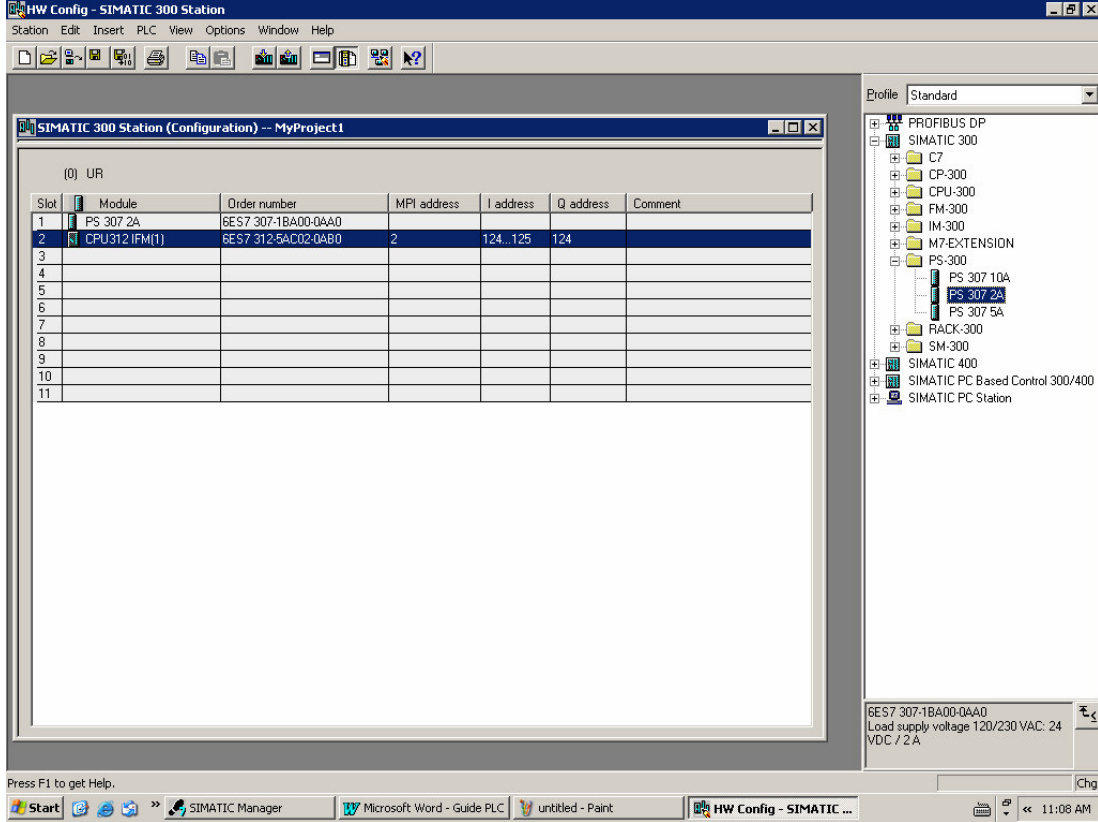 HW Config - SIMATIC 300 Station
Station Edit Insert PLC View Options Window Help
Profile Standard
SIMATIC 300 Station (Configuration) -- MyProject1
(0) UR
Slot Module Order number MPI address I address Q address Comment
1 PS 307 2A 6ES7 307-1BA00-0AA0
2 CPU312 IFM(1) 6ES7 312-5AC02-0AB0 2 124...125 124
3
4
5
6
7
8
9
10
11
PROFIBUS DP
SIMATIC 300
C7
CP-300
CPU-300
FM-300
IM-300
M7-EXTENSION
PS-300
PS 307 10A
PS 307 2A
PS 307 5A
RACK-300
SM-300
SIMATIC 400
SIMATIC PC Based Control 300/400
SIMATIC PC Station
6ES7 307-1BA00-0AA0
Load supply voltage 120/230 VAC: 24
VDC / 2 A
Press F1 to get Help.
Chg
Start » SIMATIC Manager Microsoft Word - Guide PLC untitled - Paint HW Config - SIMATIC ... « 11:08 AM